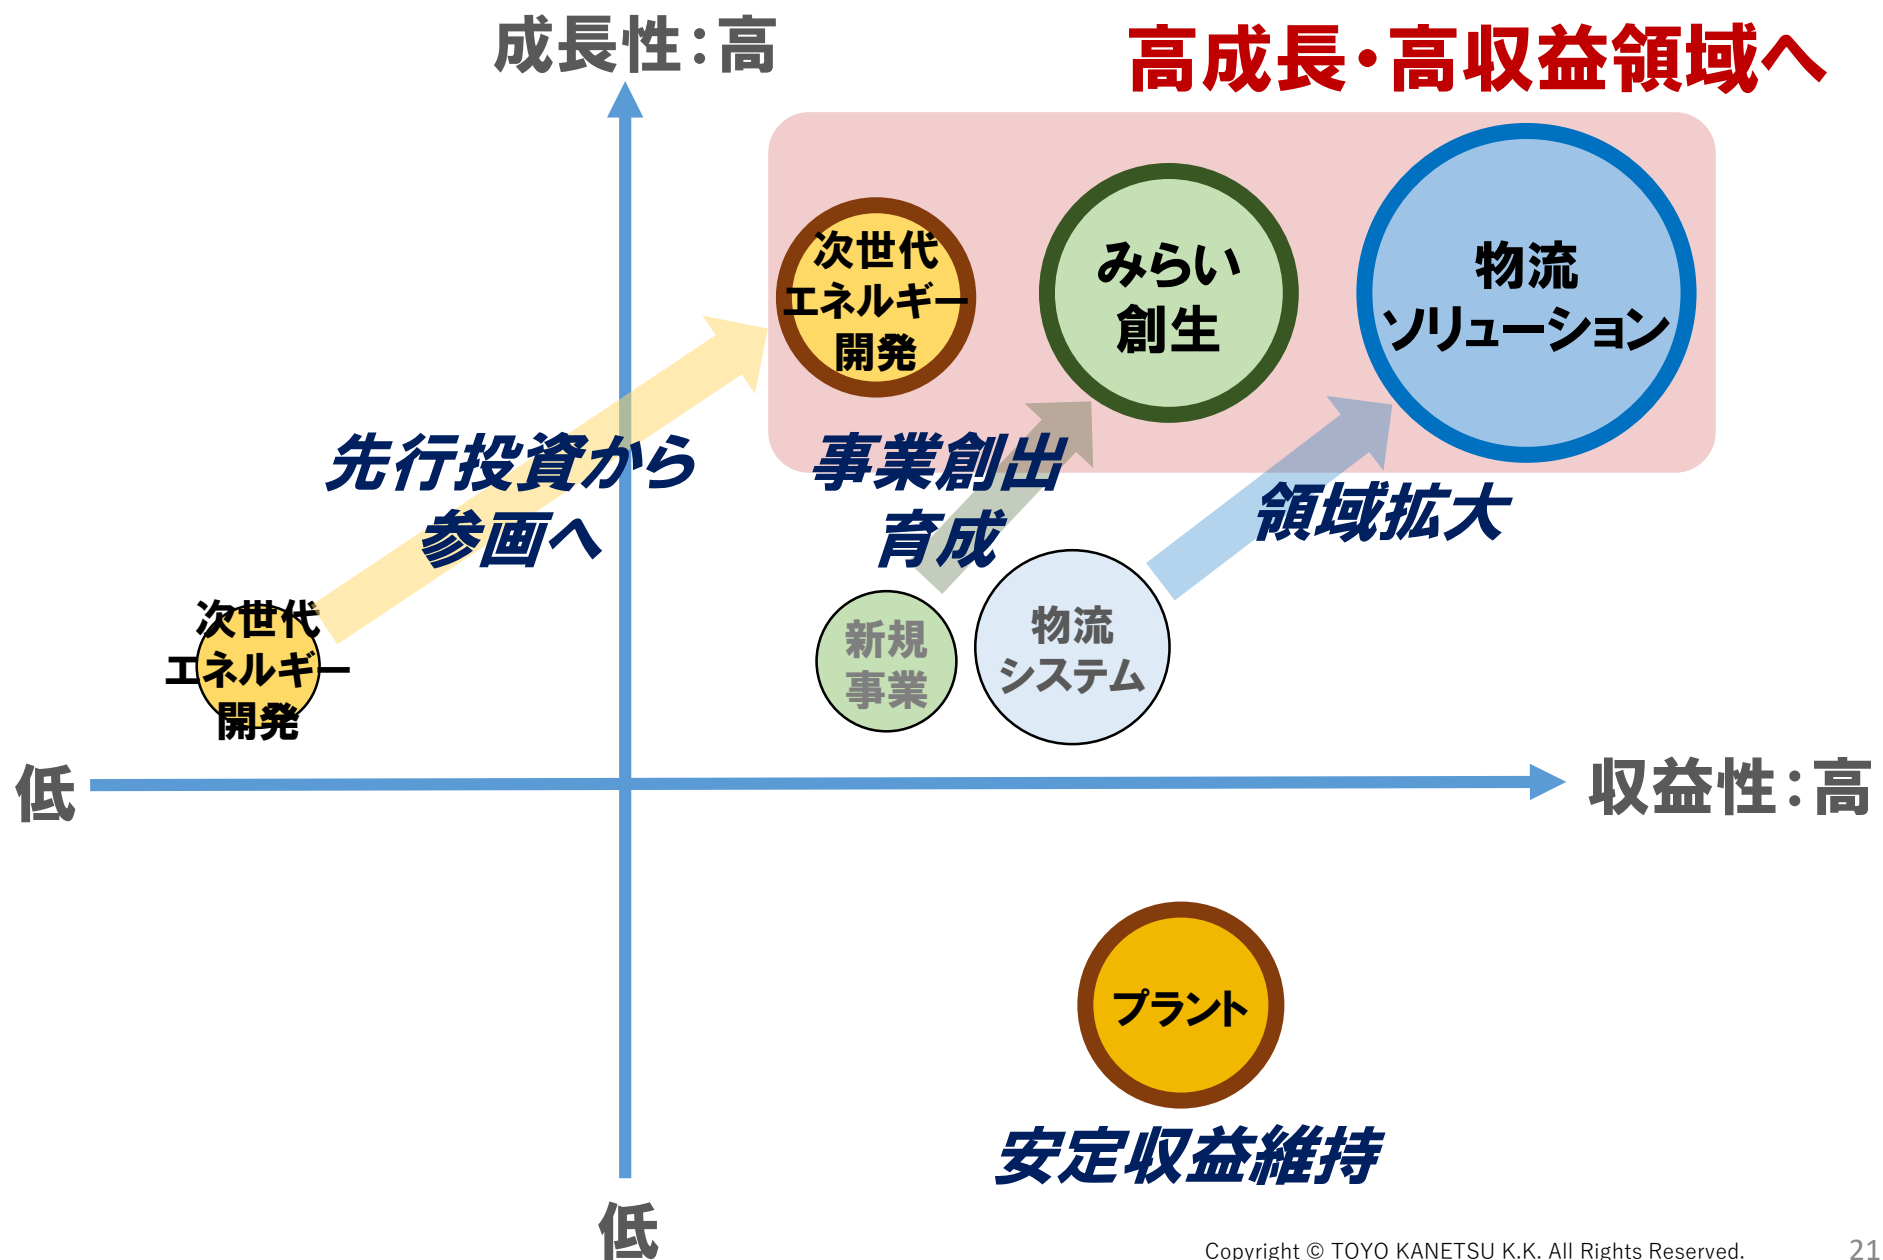 成長性：高
高成長・高収益領域へ
次世代
エネルギー
開発
みらい
創生
物流
ソリューション
先行投資から
参画へ
事業創出
育成
領域拡大
次世代
エネルギー
開発
新規
事業
物流
システム
低
収益性：高
プラント
安定収益維持
低
Copyright © TOYO KANETSU K.K. All Rights Reserved.
21